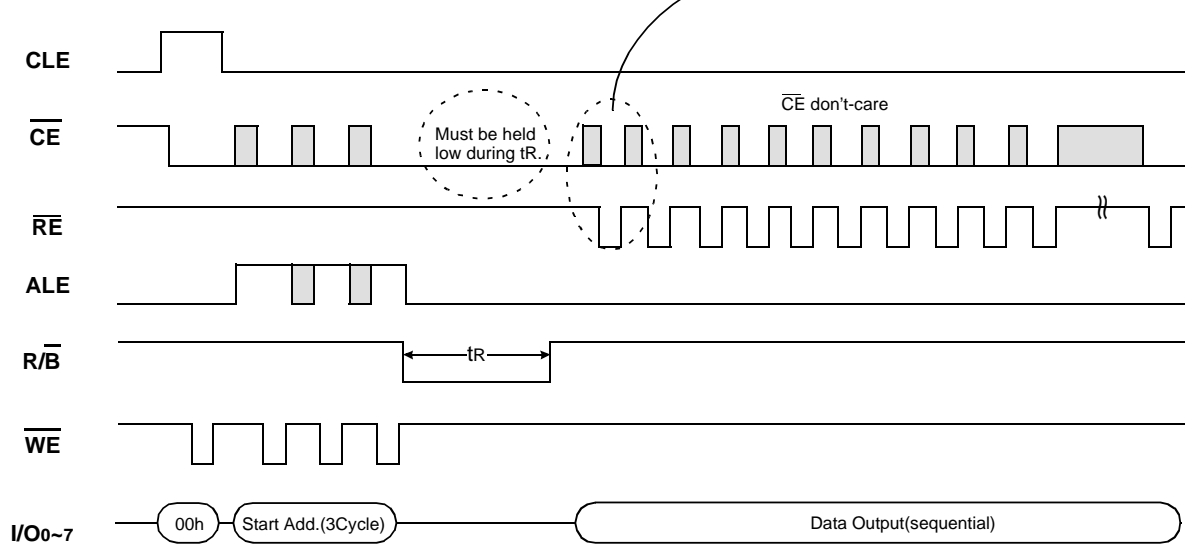 CLE
CE don't-care
CE
Must be held
low during tR.
RE
ALE
R/B
tR
WE
I/O0~7
00h
Start Add.(3Cycle)
Data Output(sequential)